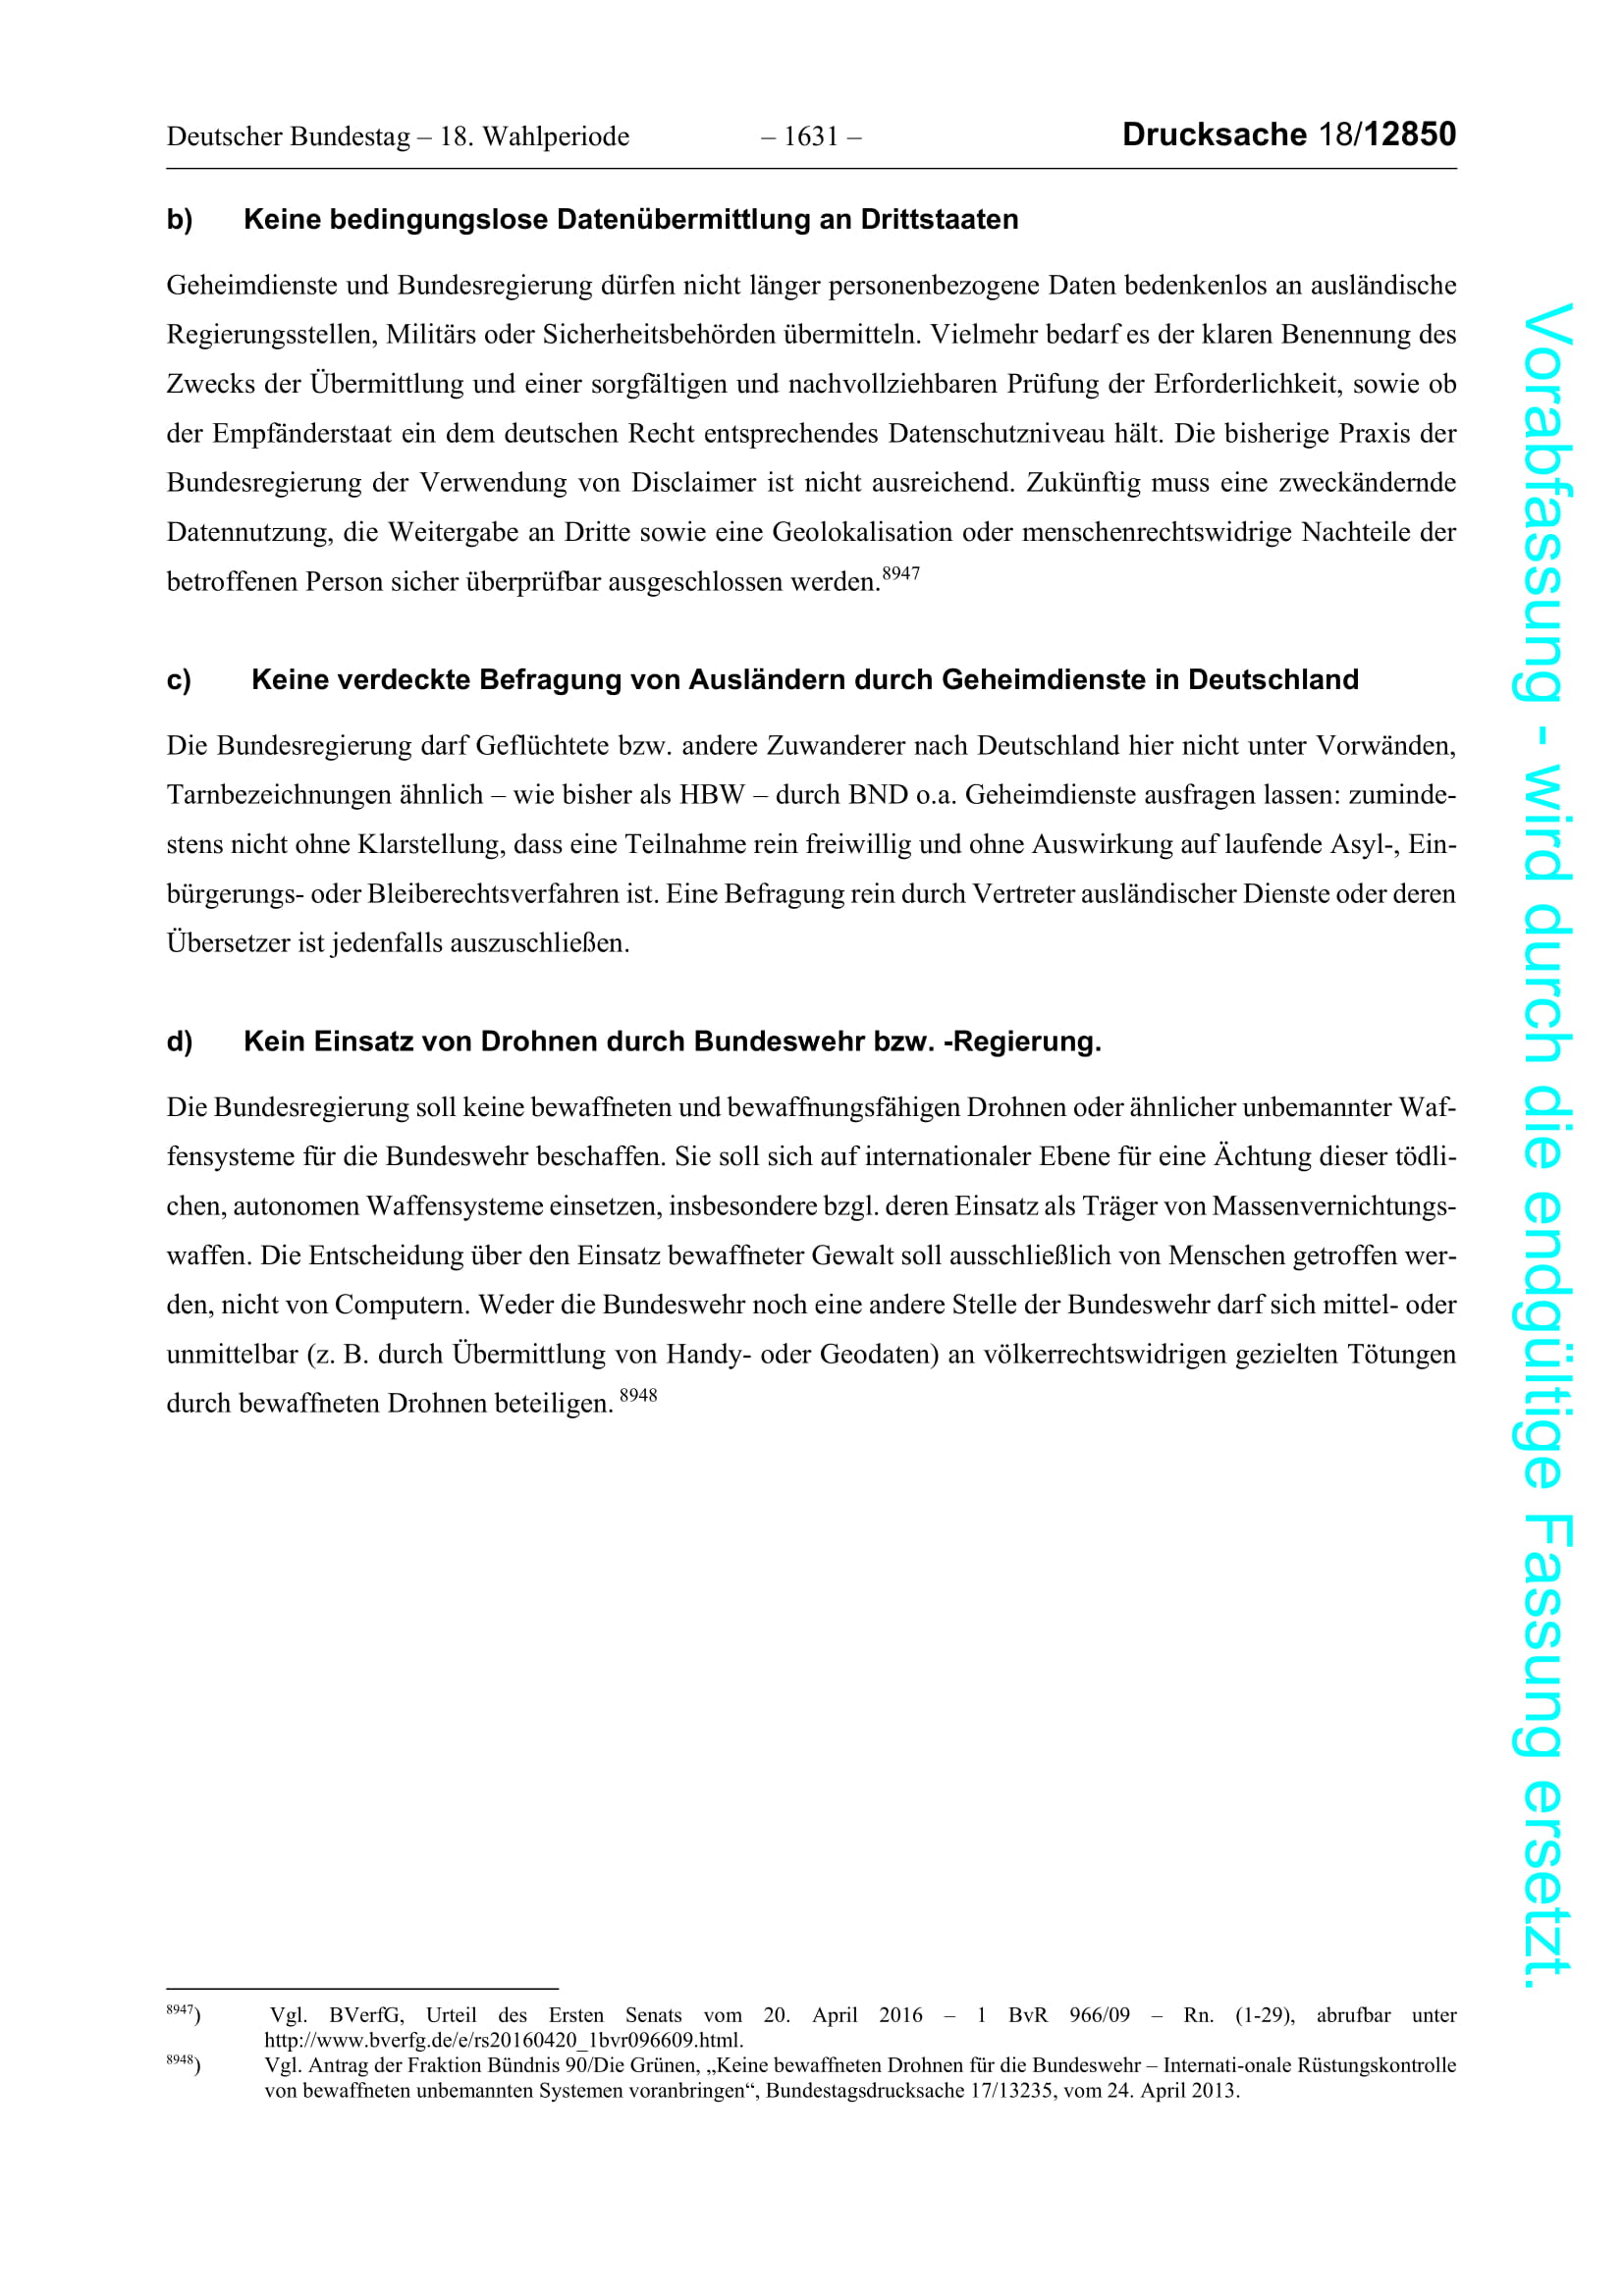 Deutscher Bundestag – 18. Wahlperiode – 1631 – Drucksache 18/12850
b) Keine bedingungslose Datenübermittlung an Drittstaaten
Geheimdienste und Bundesregierung dürfen nicht länger personenbezogene Daten bedenkenlos an ausländische
Regierungsstellen, Militärs oder Sicherheitsbehörden übermitteln. Vielmehr bedarf es der klaren Benennung des
Zwecks der Übermittlung und einer sorgfältigen und nachvollziehbaren Prüfung der Erforderlichkeit, sowie ob
der Empfänderstaat ein dem deutschen Recht entsprechendes Datenschutzniveau hält. Die bisherige Praxis der
Bundesregierung der Verwendung von Disclaimer ist nicht ausreichend. Zukünftig muss eine zweckändernde
Datennutzung, die Weitergabe an Dritte sowie eine Geolokalisation oder menschenrechtswidrige Nachteile der
betroffenen Person sicher überprüfbar ausgeschlossen werden.8947
c) Keine verdeckte Befragung von Ausländern durch Geheimdienste in Deutschland
Die Bundesregierung darf Geflüchtete bzw. andere Zuwanderer nach Deutschland hier nicht unter Vorwänden,
Tarnbezeichnungen ähnlich – wie bisher als HBW – durch BND o.a. Geheimdienste ausfragen lassen: zuminde-
stens nicht ohne Klarstellung, dass eine Teilnahme rein freiwillig und ohne Auswirkung auf laufende Asyl-, Ein-
bürgerungs- oder Bleiberechtsverfahren ist. Eine Befragung rein durch Vertreter ausländischer Dienste oder deren
Übersetzer ist jedenfalls auszuschließen.
d) Kein Einsatz von Drohnen durch Bundeswehr bzw. -Regierung.
Die Bundesregierung soll keine bewaffneten und bewaffnungsfähigen Drohnen oder ähnlicher unbemannter Waf-
fensysteme für die Bundeswehr beschaffen. Sie soll sich auf internationaler Ebene für eine Ächtung dieser tödli-
chen, autonomen Waffensysteme einsetzen, insbesondere bzgl. deren Einsatz als Träger von Massenvernichtungs-
waffen. Die Entscheidung über den Einsatz bewaffneter Gewalt soll ausschließlich von Menschen getroffen wer-
den, nicht von Computern. Weder die Bundeswehr noch eine andere Stelle der Bundeswehr darf sich mittel- oder
unmittelbar (z. B. durch Übermittlung von Handy- oder Geodaten) an völkerrechtswidrigen gezielten Tötungen
durch bewaffneten Drohnen beteiligen. 8948
8947) Vgl. BVerfG, Urteil des Ersten Senats vom 20. April 2016 – 1 BvR 966/09 – Rn. (1-29), abrufbar unter
http://www.bverfg.de/e/rs20160420_1bvr096609.html.
8948) Vgl. Antrag der Fraktion Bündnis 90/Die Grünen, „Keine bewaffneten Drohnen für die Bundeswehr – Internati-onale Rüstungskontrolle
von bewaffneten unbemannten Systemen voranbringen“, Bundestagsdrucksache 17/13235, vom 24. April 2013.
Vorabfassung - wird durch die endgültige Fassung ersetzt.